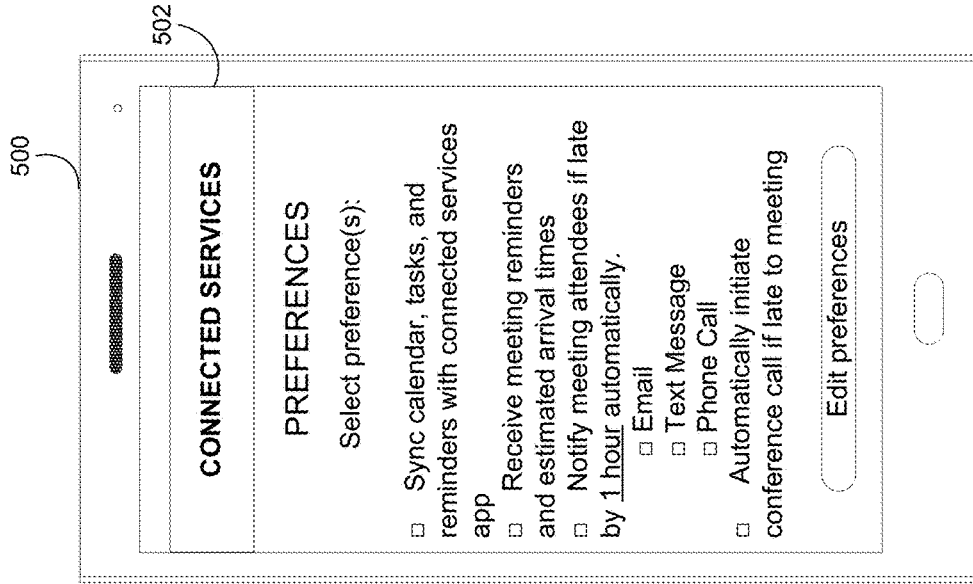 500
502
CONNECTED SERVICES
PREFERENCES
Select preference(s):
□ Sync calendar, tasks, and
reminders with connected services
app
□ Receive meeting reminders
and estimated arrival times
□ Notify meeting attendees if late
by 1 hour automatically.
□ Email
□ Text Message
□ Phone Call
□ Automatically initiate
conference call if late to meeting
Edit preferences